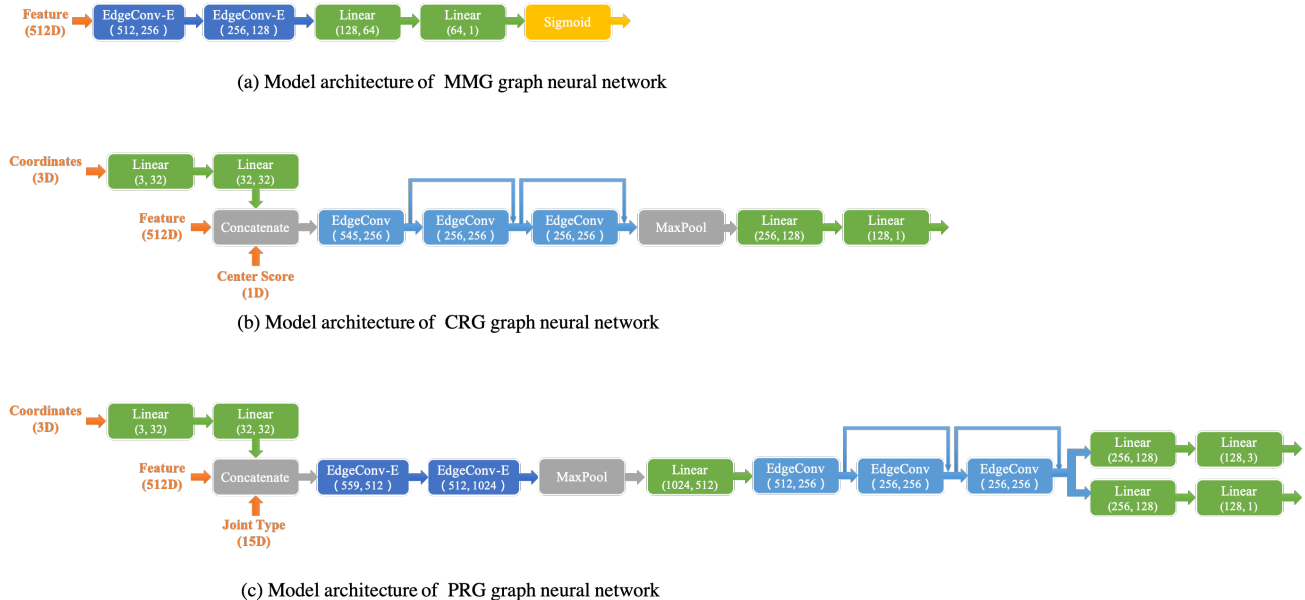 Feature
(512D)
EdgeConv-E
( 512, 256 )
EdgeConv-E
( 256, 128 )
Linear
(128, 64)
Linear
(64, 1)
Sigmoid
(a) Model architecture of MMG graph neural network
Coordinates
(3D)
Linear
(3, 32)
Linear
(32, 32)
Feature
(512D)
Concatenate
EdgeConv
( 545, 256 )
EdgeConv
( 256, 256 )
EdgeConv
( 256, 256 )
MaxPool
Linear
(256, 128)
Linear
(128, 1)
Center Score
(1D)
(b) Model architecture of CRG graph neural network
Coordinates
(3D)
Linear
(3, 32)
Linear
(32, 32)
Feature
(512D)
Concatenate
EdgeConv-E
( 559, 512 )
EdgeConv-E
( 512, 1024 )
MaxPool
Linear
(1024, 512)
EdgeConv
( 512, 256 )
EdgeConv
( 256, 256 )
EdgeConv
( 256, 256 )
Linear
(256, 128)
Linear
(128, 3)
Linear
(256, 128)
Linear
(128, 1)
Joint Type
(15D)
(c) Model architecture of PRG graph neural network